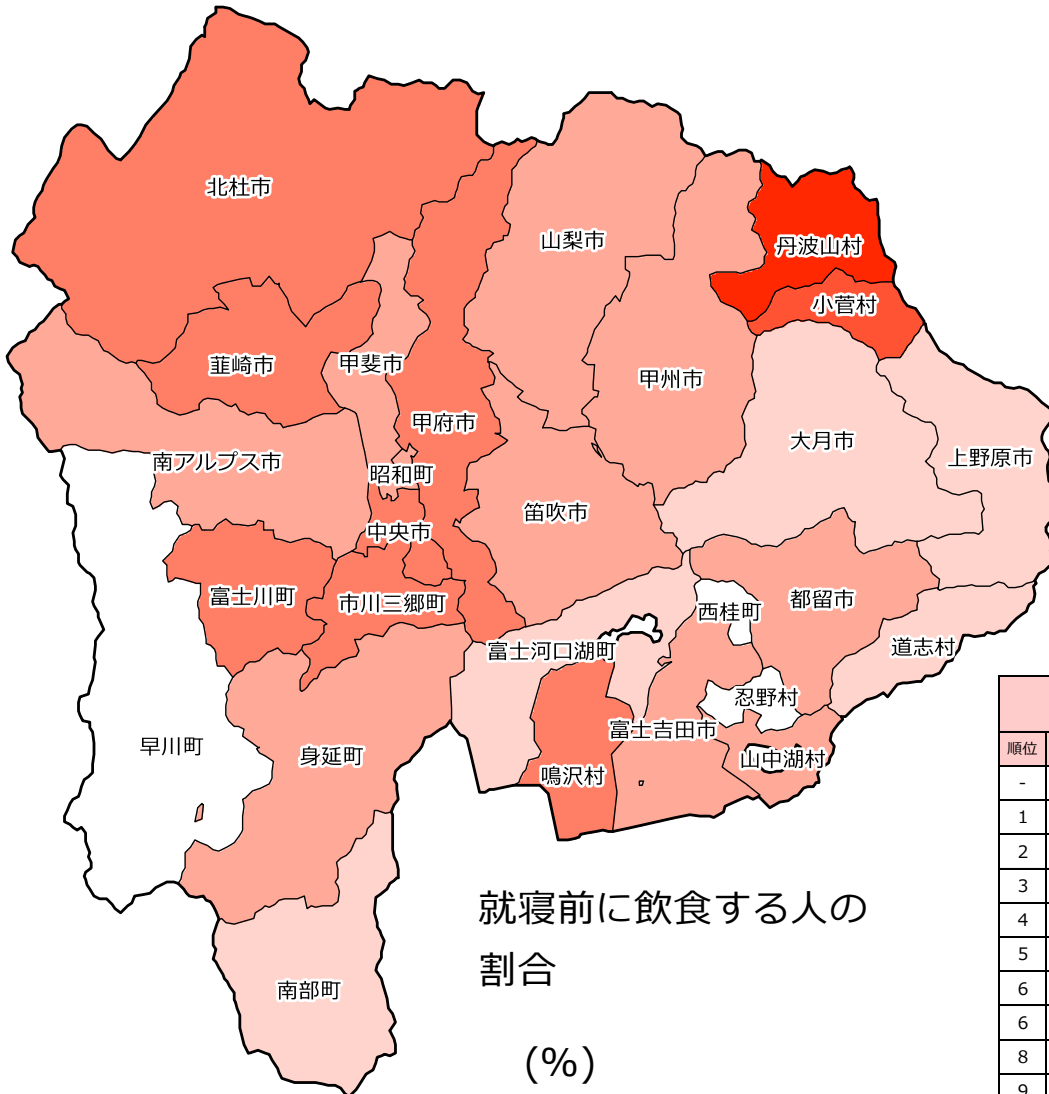 北杜市
山梨市
丹波山村
小菅村
韮崎市
甲斐市
甲州市
甲府市
大月市
上野原市
南アルプス市
昭和町
笛吹市
中央市
富士川町
市川三郷町
西桂町
都留市
富士河口湖町
道志村
忍野村
早川町
身延町
富士吉田市
山中湖村
鳴沢村
南部町
就寝前に飲食する人の
割合
(%)
順位
-
1
2
3
4
5
6
6
8
9